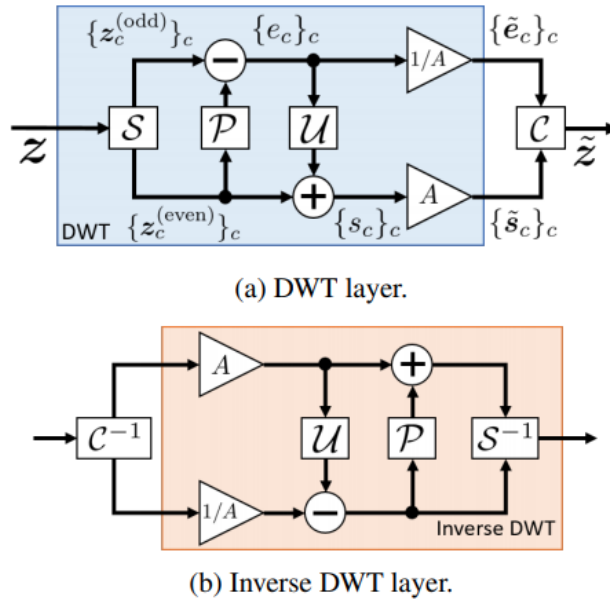 {z_c^(odd)}_c {e_c}_c {ẽ_c}_c
− 1/A
z S P U C z̃
+ A
{z_c^(even)}_c {s_c}_c {s̃_c}_c
DWT
(a) DWT layer.
A +
C⁻¹ U P S⁻¹
1/A −
Inverse DWT
(b) Inverse DWT layer.